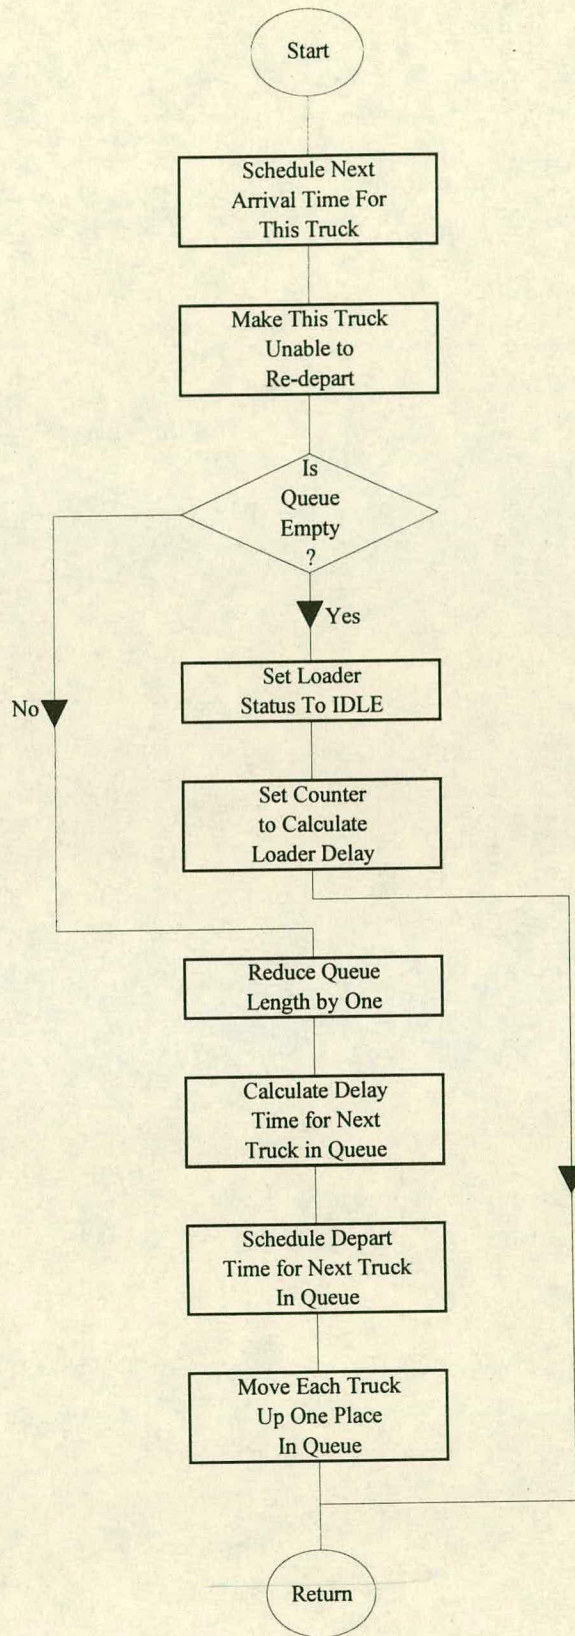 Start
Schedule Next
Arrival Time For
This Truck
Make This Truck
Unable to
Re-depart
Is
Queue
Empty
?
Yes
Set Loader
Status To IDLE
No
Set Counter
to Calculate
Loader Delay
Reduce Queue
Length by One
Calculate Delay
Time for Next
Truck in Queue
Schedule Depart
Time for Next Truck
In Queue
Move Each Truck
Up One Place
In Queue
Return